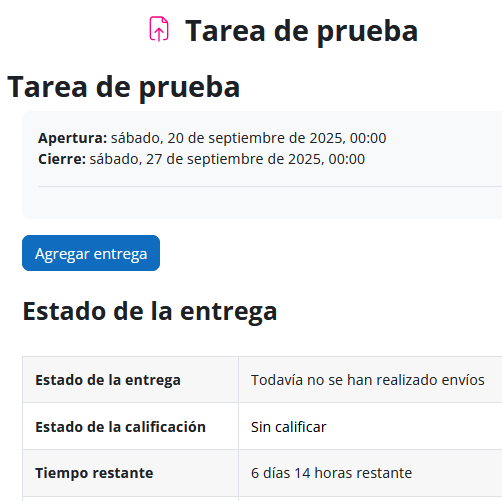 Tarea de prueba
Tarea de prueba
Apertura: sábado, 20 de septiembre de 2025, 00:00
Cierre: sábado, 27 de septiembre de 2025, 00:00
Agregar entrega
Estado de la entrega
Estado de la entrega Todavía no se han realizado envíos
Estado de la calificación Sin calificar
Tiempo restante 6 días 14 horas restante